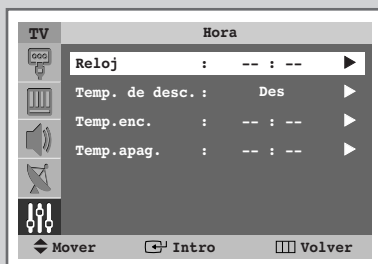 TV Hora
Reloj : -- : --
Temp. de desc. : Des
Temp.enc. : -- : --
Temp.apag. : -- : --
Mover Intro Volver